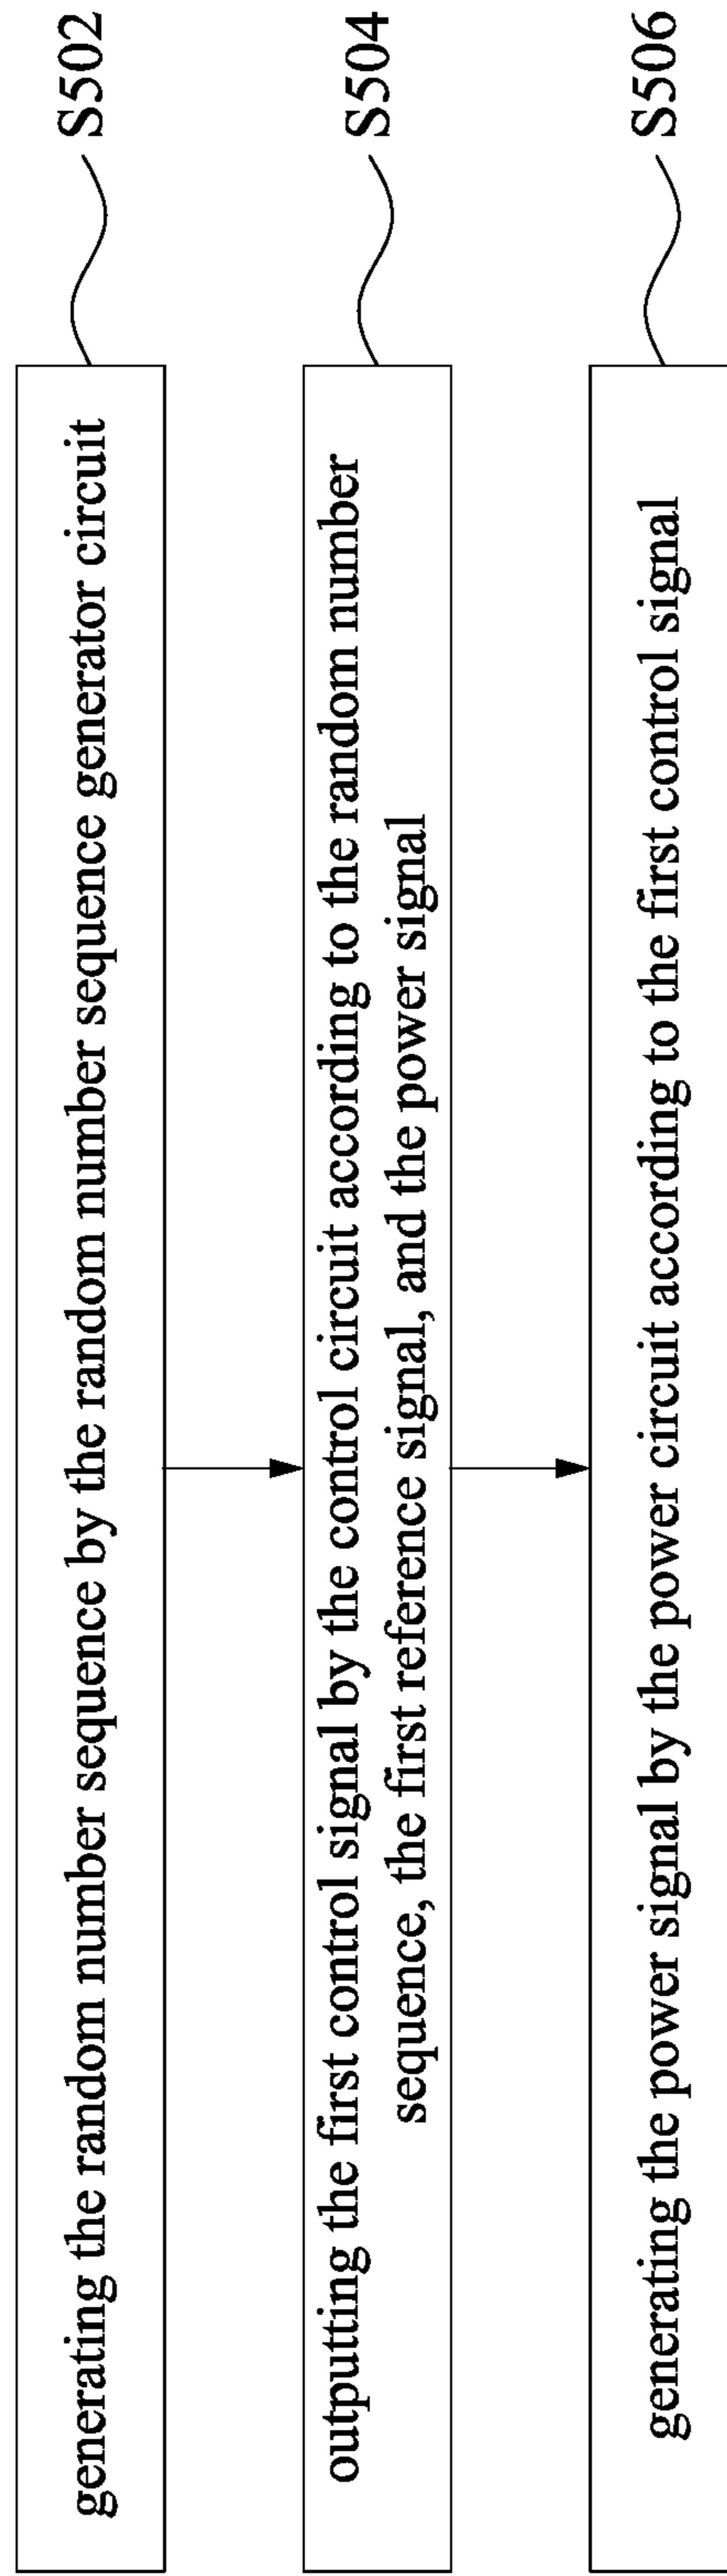 generating the random number sequence by the random number sequence generator circuit
S502
outputting the first control signal by the control circuit according to the random number
sequence, the first reference signal, and the power signal
S504
generating the power signal by the power circuit according to the first control signal
S506